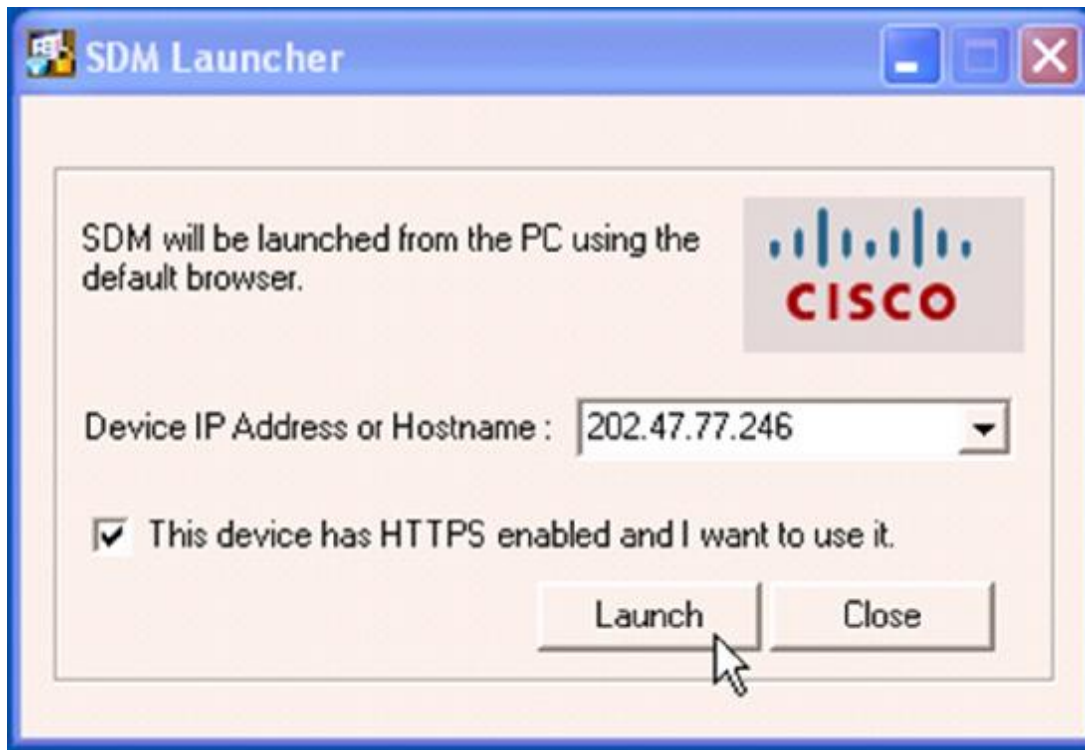 SDM Launcher
SDM will be launched from the PC using the
default browser.
CISCO
Device IP Address or Hostname :
202.47.77.246
This device has HTTPS enabled and I want to use it.
Launch
Close